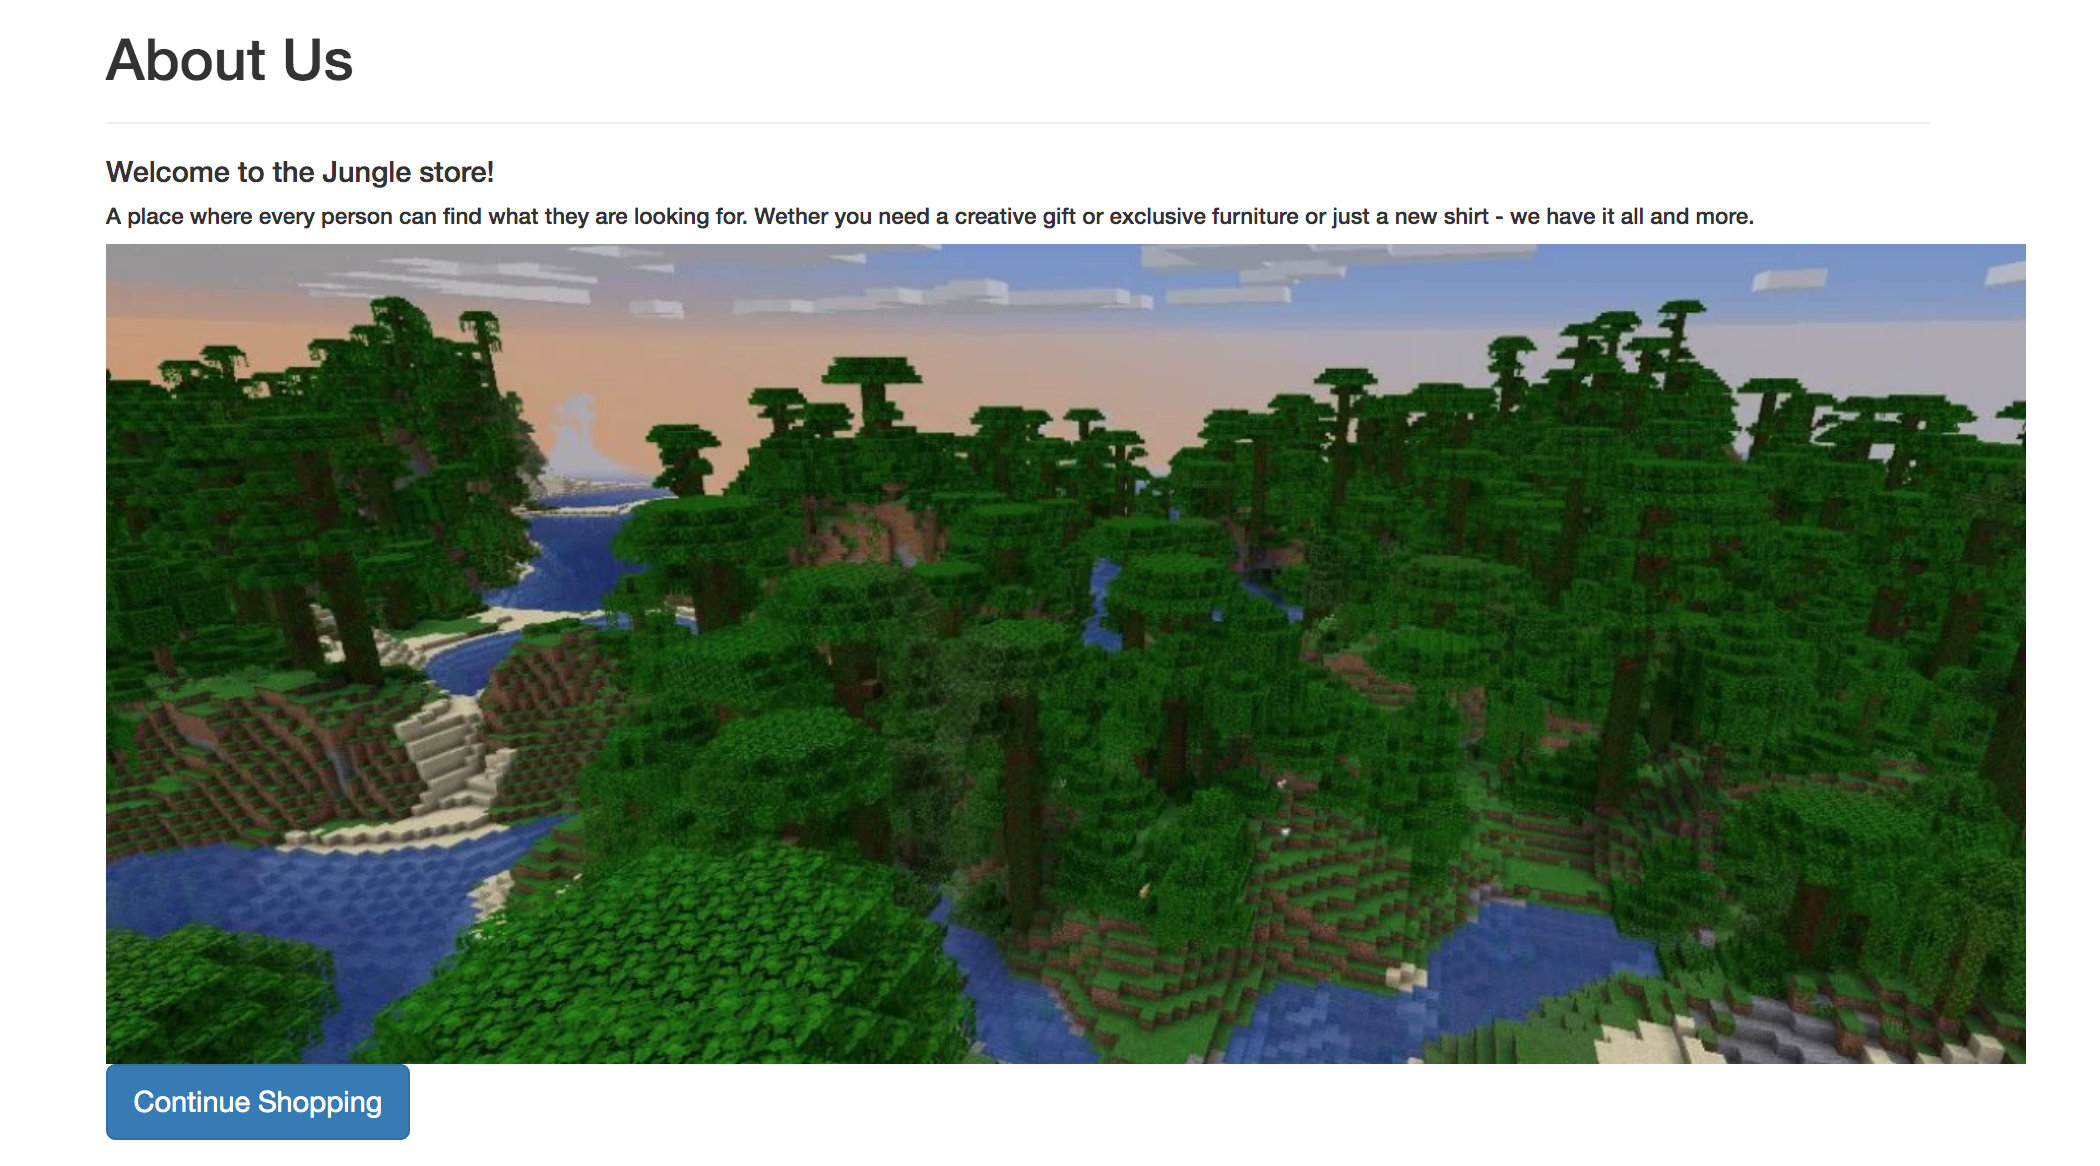 About Us
Welcome to the Jungle store!
A place where every person can find what they are looking for. Wether you need a creative gift or exclusive furniture or just a new shirt - we have it all and more.
Continue Shopping